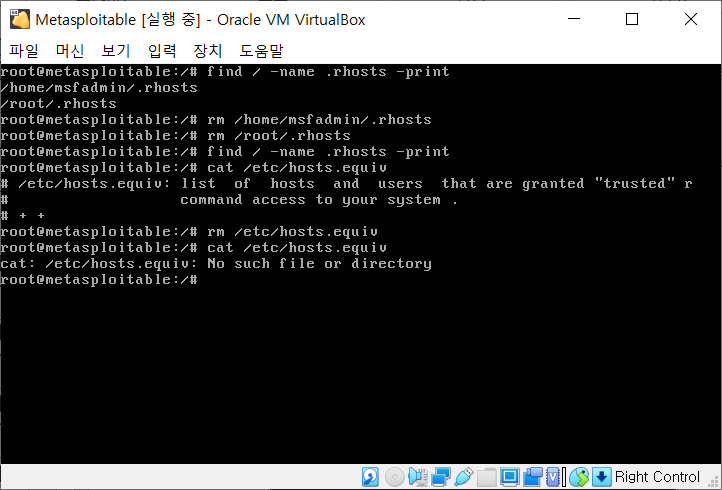 Metasploitable [실행 중] - Oracle VM VirtualBox
파일 머신 보기 입력 장치 도움말
root@metasploitable:/# find / -name .rhosts -print
/home/msfadmin/.rhosts
/root/.rhosts
root@metasploitable:/# rm /home/msfadmin/.rhosts
root@metasploitable:/# rm /root/.rhosts
root@metasploitable:/# find / -name .rhosts -print
root@metasploitable:/# cat /etc/hosts.equiv
# /etc/hosts.equiv: list  of  hosts  and  users  that are granted "trusted" r
#                   command access to your system .
# + +
root@metasploitable:/# rm /etc/hosts.equiv
root@metasploitable:/# cat /etc/hosts.equiv
cat: /etc/hosts.equiv: No such file or directory
root@metasploitable:/#
Right Control